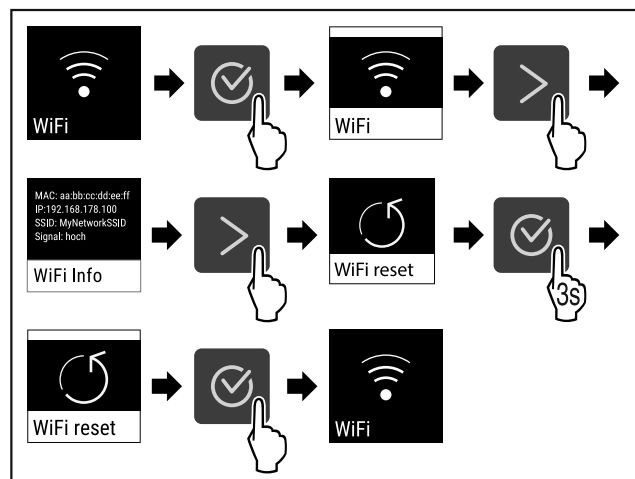 WiFi
WiFi
MAC: aa:bb:cc:dd:ee:ff
IP:192.168.178.100
SSID: MyNetworkSSID
Signal: hoch
WiFi Info
WiFi reset
3s
WiFi reset
WiFi